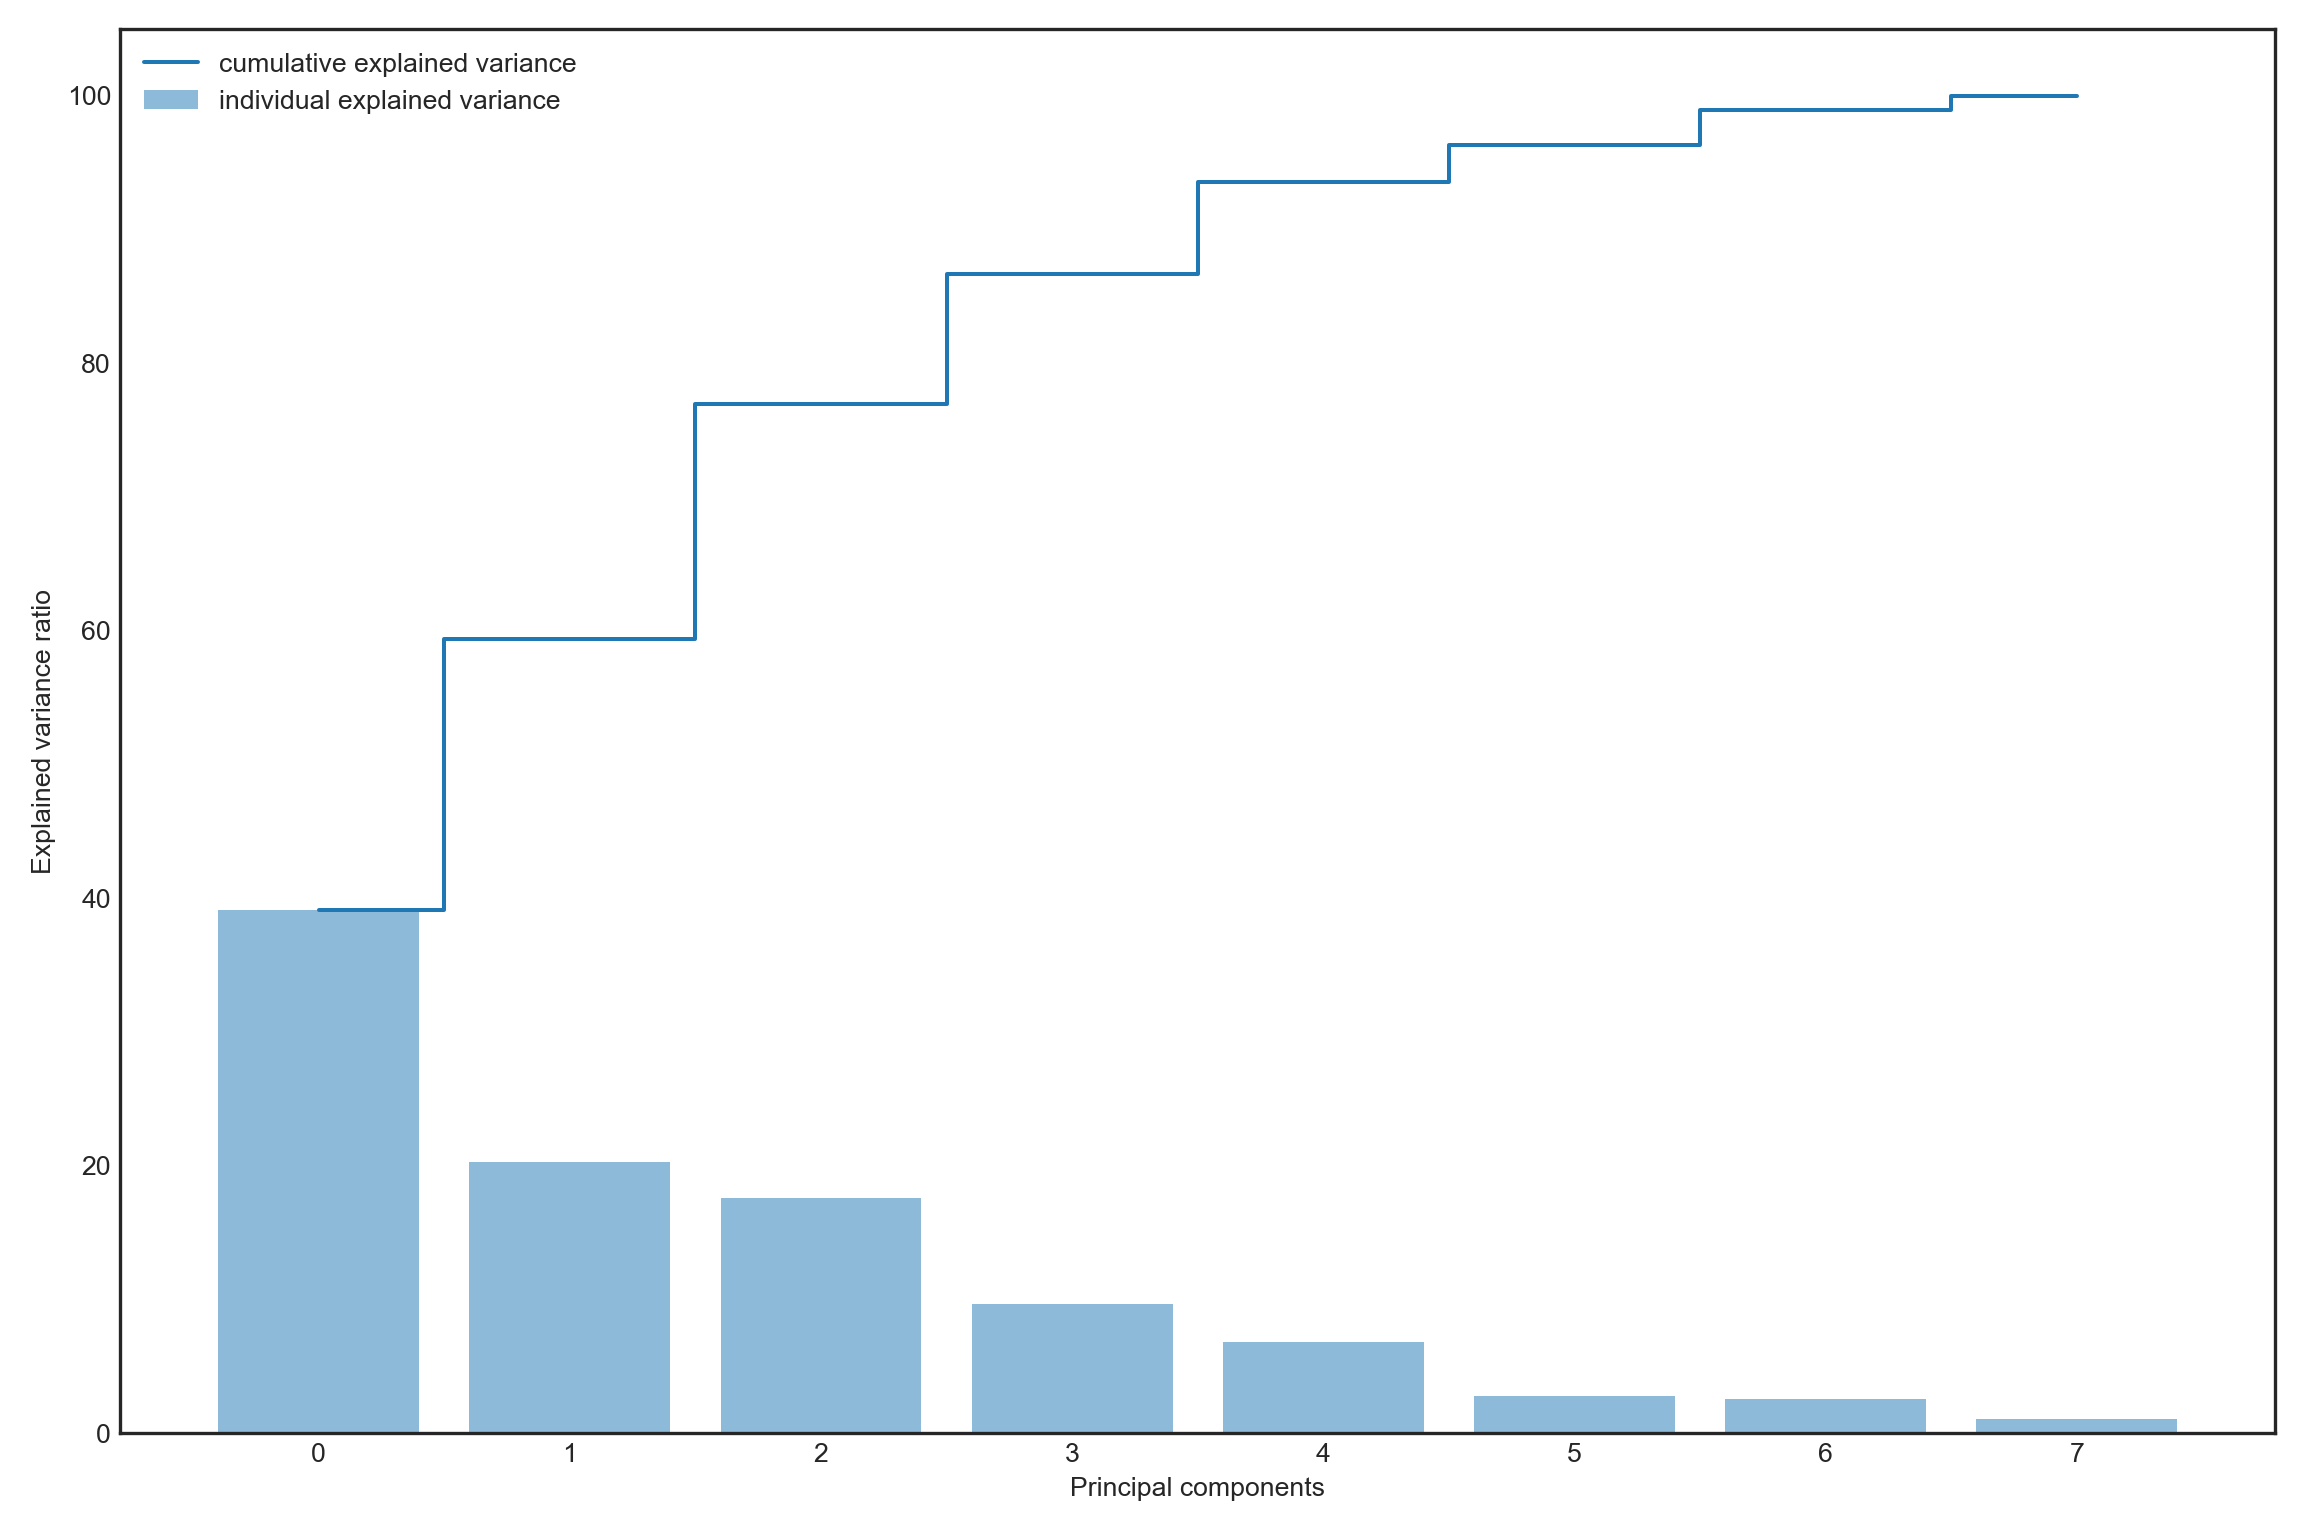 cumulative explained variance
individual explained variance
100
80
60
40
20
0
Explained variance ratio
0 1 2 3 4 5 6 7
Principal components